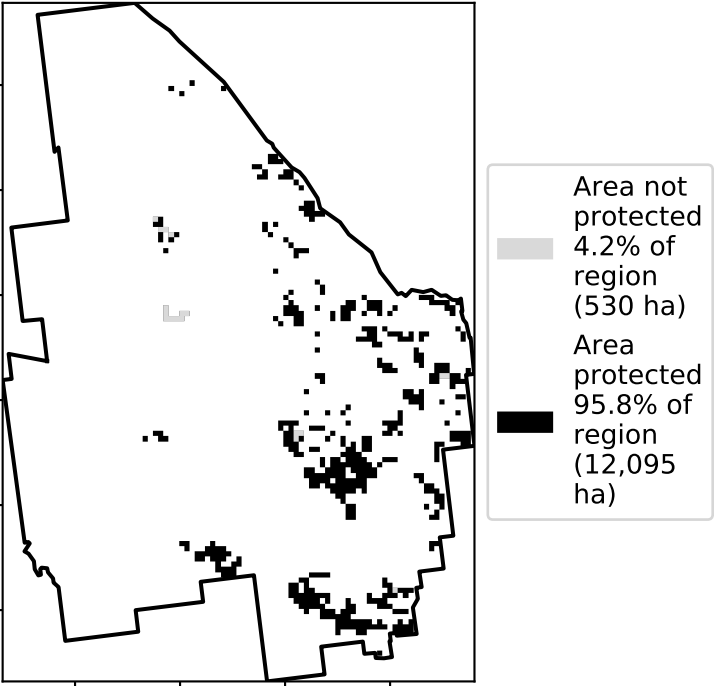 Area not
protected
4.2% of
region
(530 ha)
Area
protected
95.8% of
region
(12,095
ha)